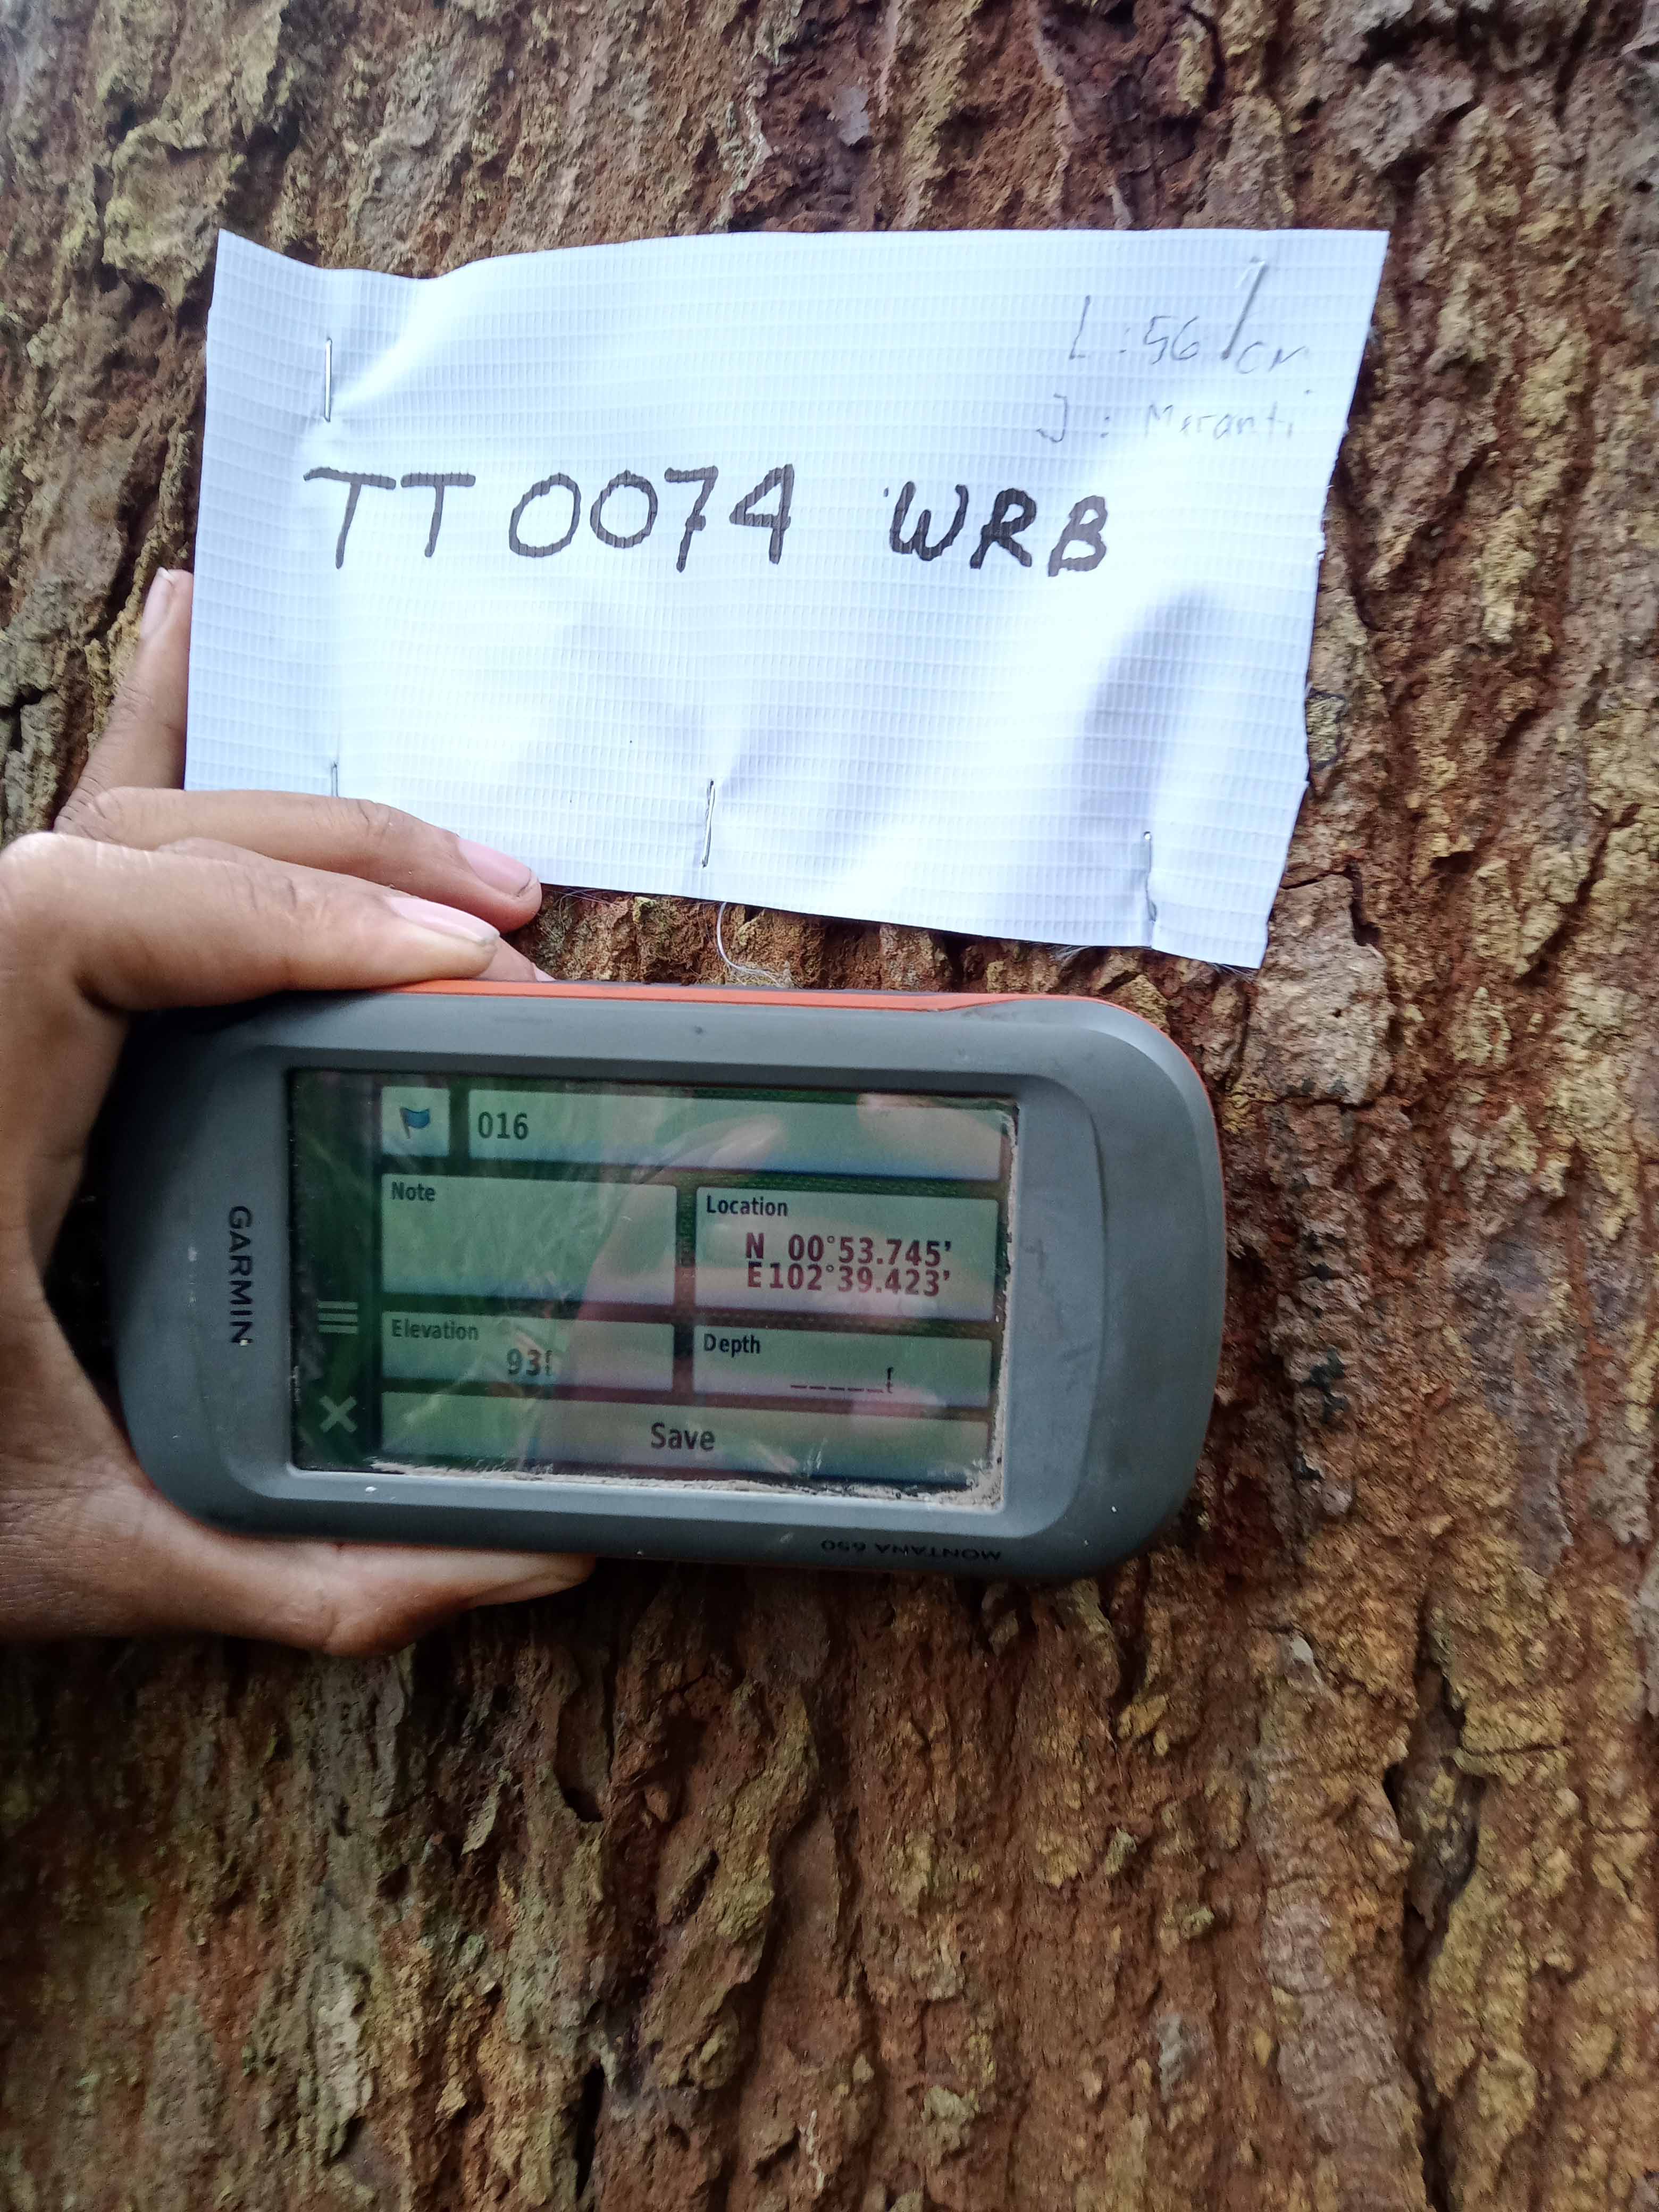 L : 56 cm
J : Meranti
TT 0074 WRB
016
Note
Location
N 00°53.745'
E102°39.423'
Elevation
93f
Depth
_____f
Save
GARMIN
MONTANA 650